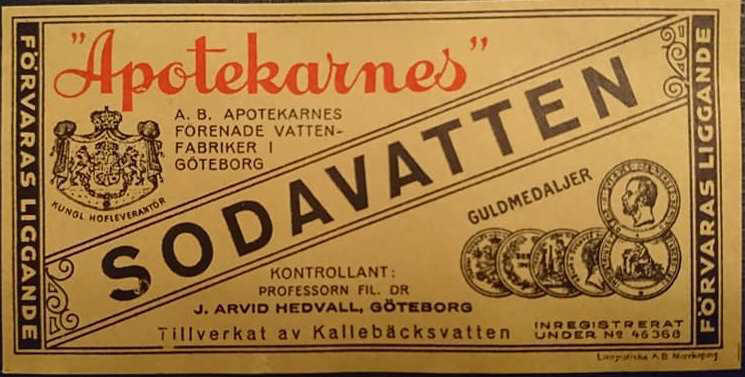 FÖRVARAS LIGGANDE
"Apotekarnes"
A. B. APOTEKARNES
FÖRENADE VATTEN-
FABRIKER I
GÖTEBORG
KUNGL HOFLEVERANTÖR
SODAVATTEN
GULDMEDALJER
KONTROLLANT:
PROFESSORN FIL. DR
J. ARVID HEDVALL, GÖTEBORG
Tillverkat av Kallebäcksvatten
INREGISTRERAT
UNDER Nº 46368
FÖRVARAS LIGGANDE
A.B. Norrköping